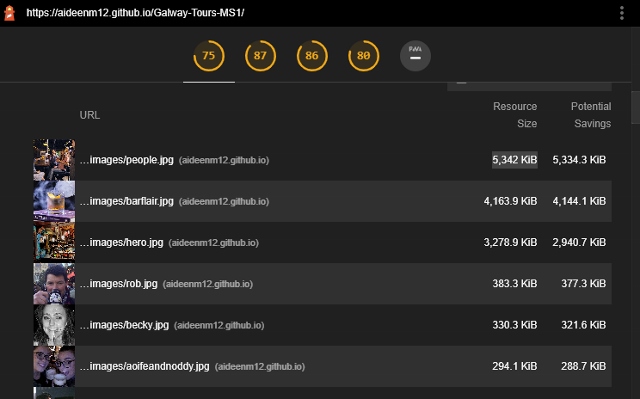 https://aideenm12.github.io/Galway-Tours-MS1/
75 87 86 80 PWA
URL Resource Size Potential Savings
...images/people.jpg (aideenm12.github.io) 5,342 KiB 5,334.3 KiB
...images/barflair.jpg (aideenm12.github.io) 4,163.9 KiB 4,144.1 KiB
...images/hero.jpg (aideenm12.github.io) 3,278.9 KiB 2,940.7 KiB
...images/rob.jpg (aideenm12.github.io) 383.3 KiB 377.3 KiB
...images/becky.jpg (aideenm12.github.io) 330.3 KiB 321.6 KiB
...images/aoifeandnoddy.jpg (aideenm12.github.io) 294.1 KiB 288.7 KiB